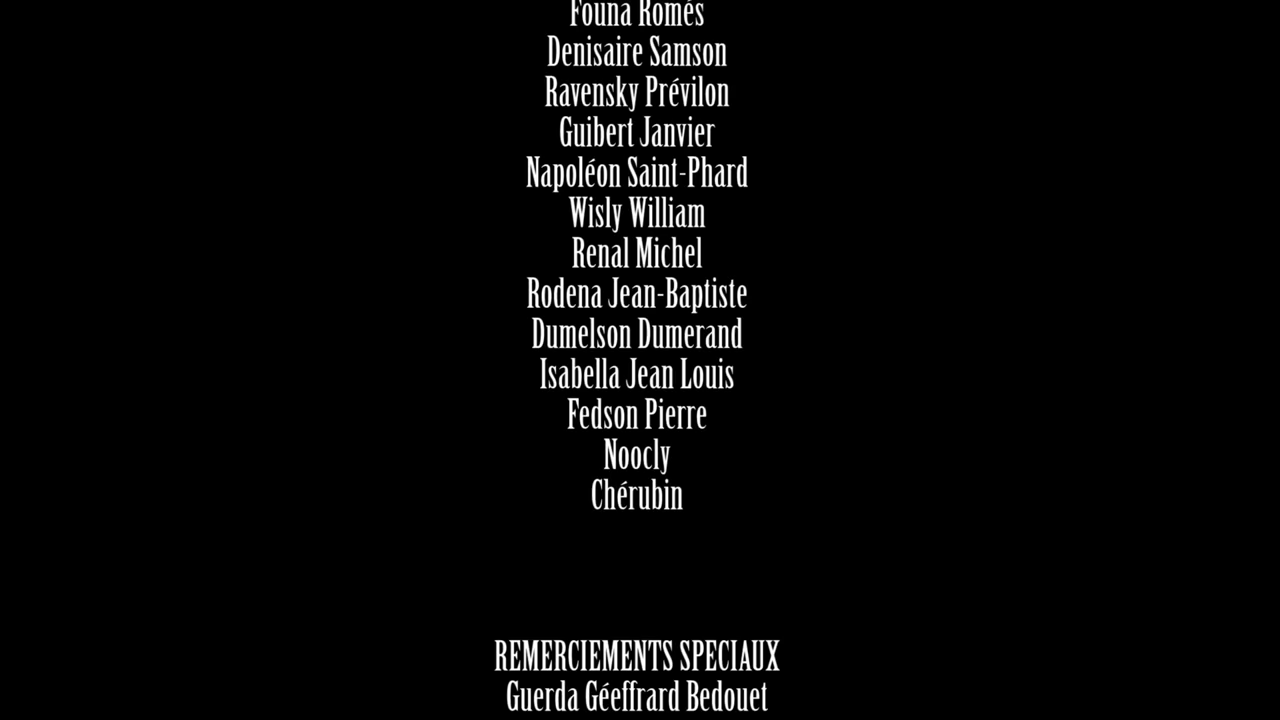 Founa Romés
Denisaire Samson
Ravensky Prévilon
Guibert Janvier
Napoléon Saint-Phard
Wisly William
Renal Michel
Rodena Jean-Baptiste
Dumelson Dumerand
Isabella Jean Louis
Fedson Pierre
Noocly
Chérubin
REMERCIEMENTS SPECIAUX
Guerda Géeffrard Bedouet